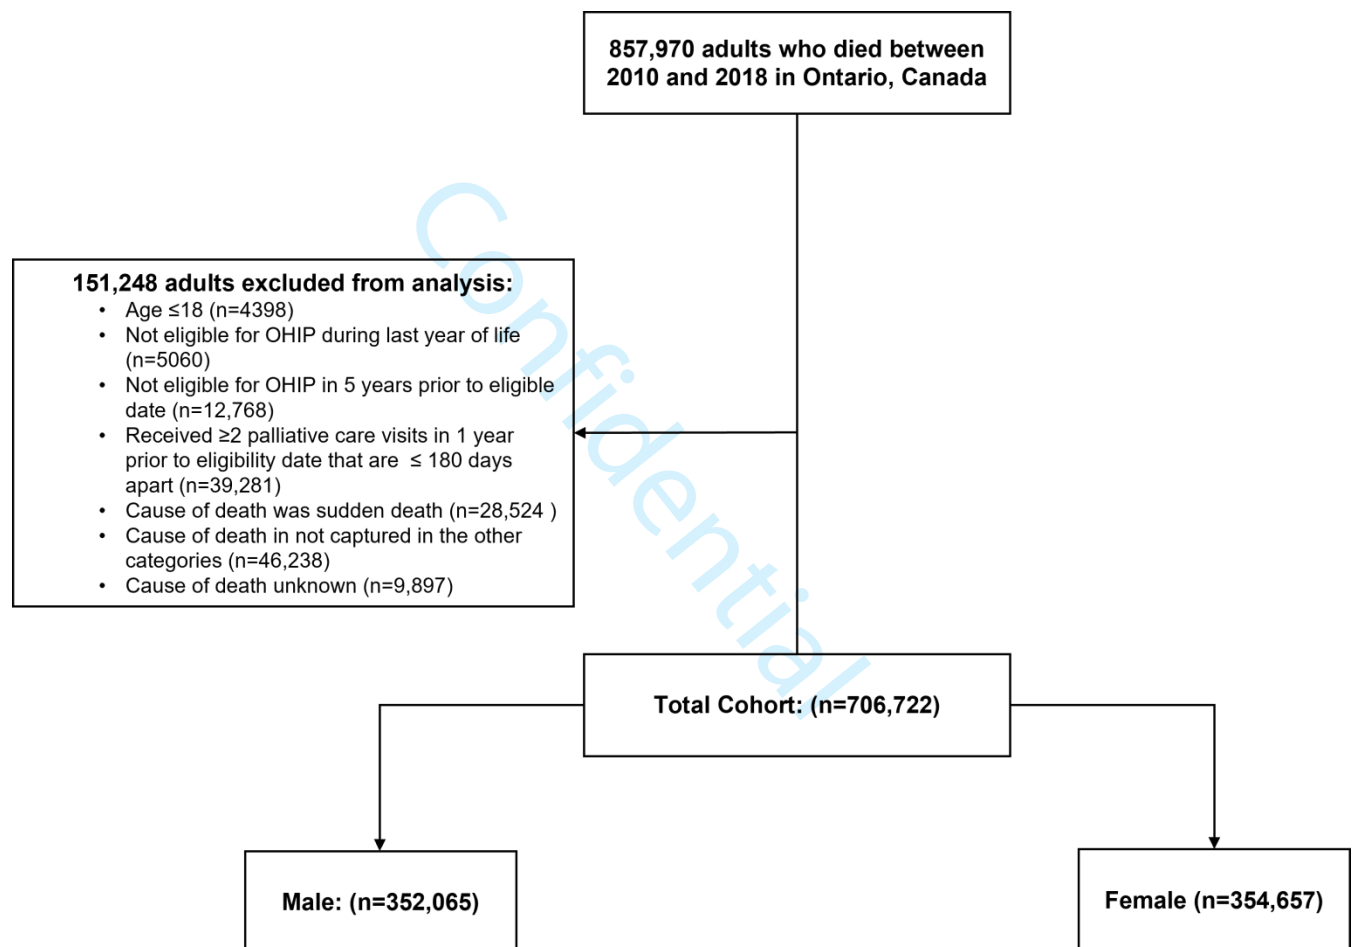 857,970 adults who died between
2010 and 2018 in Ontario, Canada
151,248 adults excluded from analysis:
• Age ≤18 (n=4398)
• Not eligible for OHIP during last year of life
(n=5060)
• Not eligible for OHIP in 5 years prior to eligible
date (n=12,768)
• Received ≥2 palliative care visits in 1 year
prior to eligibility date that are ≤ 180 days
apart (n=39,281)
• Cause of death was sudden death (n=28,524 )
• Cause of death in not captured in the other
categories (n=46,238)
• Cause of death unknown (n=9,897)
Confidential
Total Cohort: (n=706,722)
Male: (n=352,065)
Female (n=354,657)